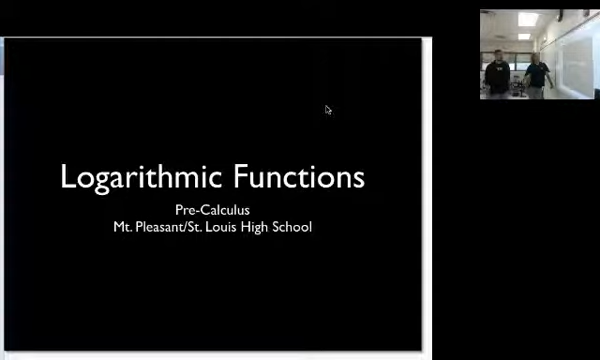 Logarithmic Functions
Pre-Calculus
Mt. Pleasant/St. Louis High School